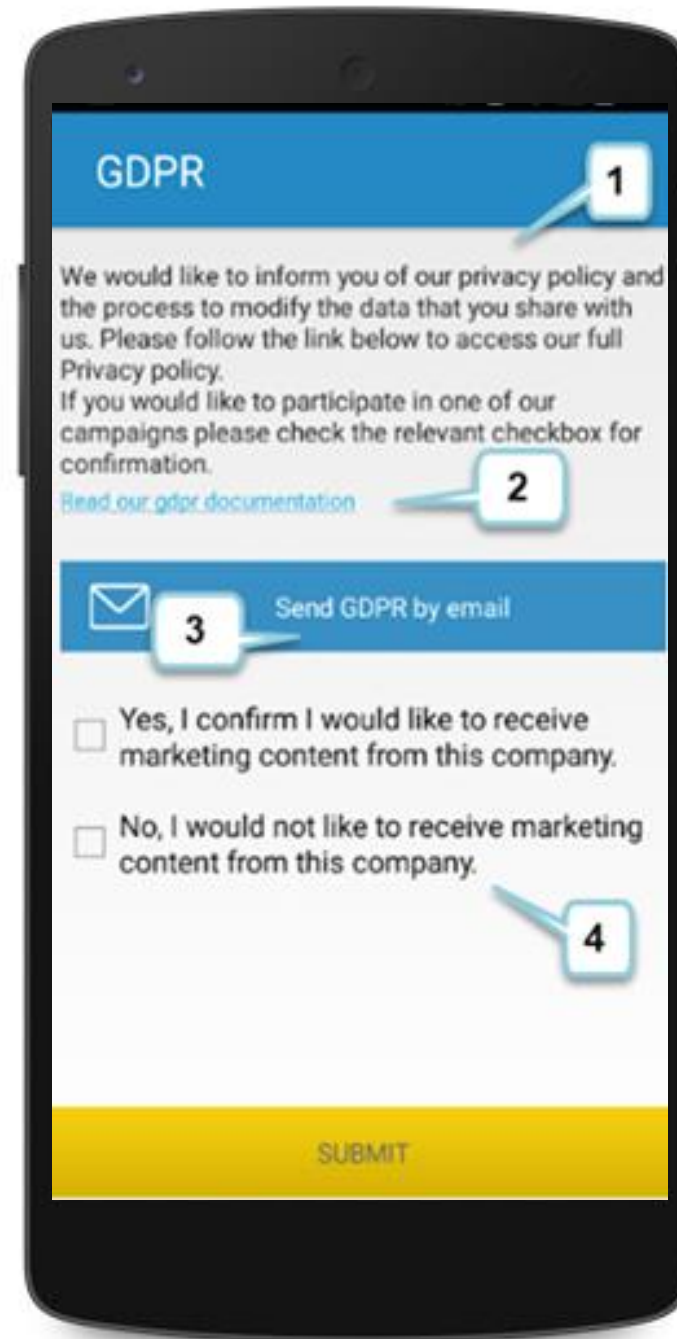 GDPR
1
We would like to inform you of our privacy policy and
the process to modify the data that you share with
us. Please follow the link below to access our full
Privacy policy.
If you would like to participate in one of our
campaigns please check the relevant checkbox for
confirmation.
Read our gdpr documentation
2
Send GDPR by email
3
Yes, I confirm I would like to receive
marketing content from this company.
No, I would not like to receive marketing
content from this company.
4
SUBMIT